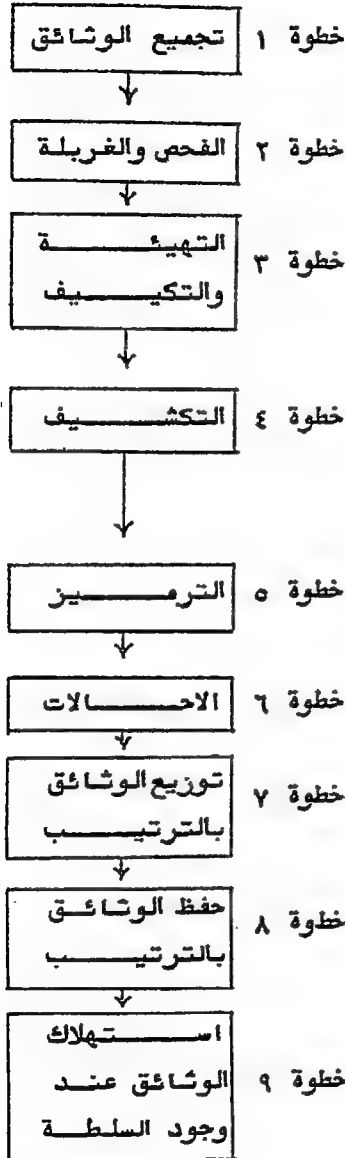 خطوة ١ تجميع الوثائق
خطوة ٢ الفحص والغربلة
خطوة ٣ التهيئة
والتكييف
خطوة ٤ التكشيف
خطوة ٥ الترميز
خطوة ٦ الاحالات
خطوة ٧ توزيع الوثائق
بالترتيب
خطوة ٨ حفظ الوثائق
بالترتيب
خطوة ٩ استهلاك
الوثائق عند
وجود السلطة